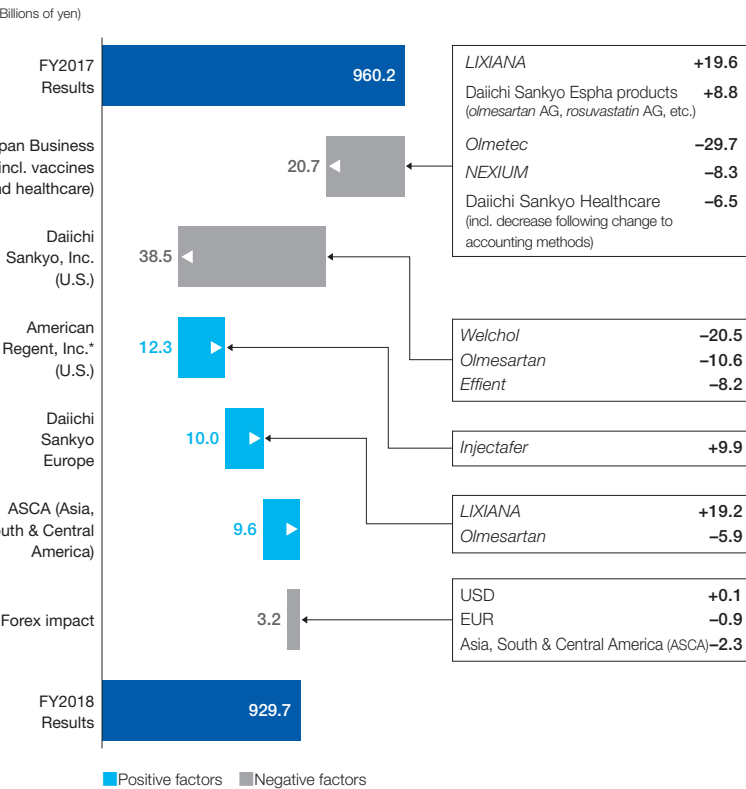 Billions of yen)
FY2017
Results
960.2
pan Business
incl. vaccines
nd healthcare)
20.7
Daiichi
Sankyo, Inc.
(U.S.)
38.5
American
Regent, Inc.*
(U.S.)
12.3
Daiichi
Sankyo
Europe
10.0
ASCA (Asia,
outh & Central
America)
9.6
Forex impact
3.2
FY2018
Results
929.7
LIXIANA +19.6
Daiichi Sankyo Espha products +8.8
(olmesartan AG, rosuvastatin AG, etc.)
Olmetec –29.7
NEXIUM –8.3
Daiichi Sankyo Healthcare –6.5
(incl. decrease following change to
accounting methods)
Welchol –20.5
Olmesartan –10.6
Effient –8.2
Injectafer +9.9
LIXIANA +19.2
Olmesartan –5.9
USD +0.1
EUR –0.9
Asia, South & Central America (ASCA) –2.3
Positive factors Negative factors